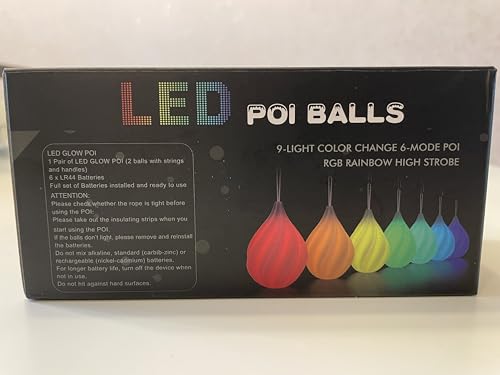 LED POI BALLS
9-LIGHT COLOR CHANGE 6-MODE POI
RGB RAINBOW HIGH STROBE
LED GLOW POI
1 Pair of LED GLOW POI (2 balls with strings
and handles)
6 x LR44 Batteries
Full set of Batteries installed and ready to use
ATTENTION:
Please check whether the rope is tight before
using the POI:
Please take out the insulating strips when you
start using the POI.
If the balls don't light, please remove and reinstall
the batteries.
Do not mix alkiline, standard (carbib-zinc) or
rechargeable (nickel-cadmium) batteries.
For longer battery life, turn off the device when
not in use.
Do not hit against hard surfaces.